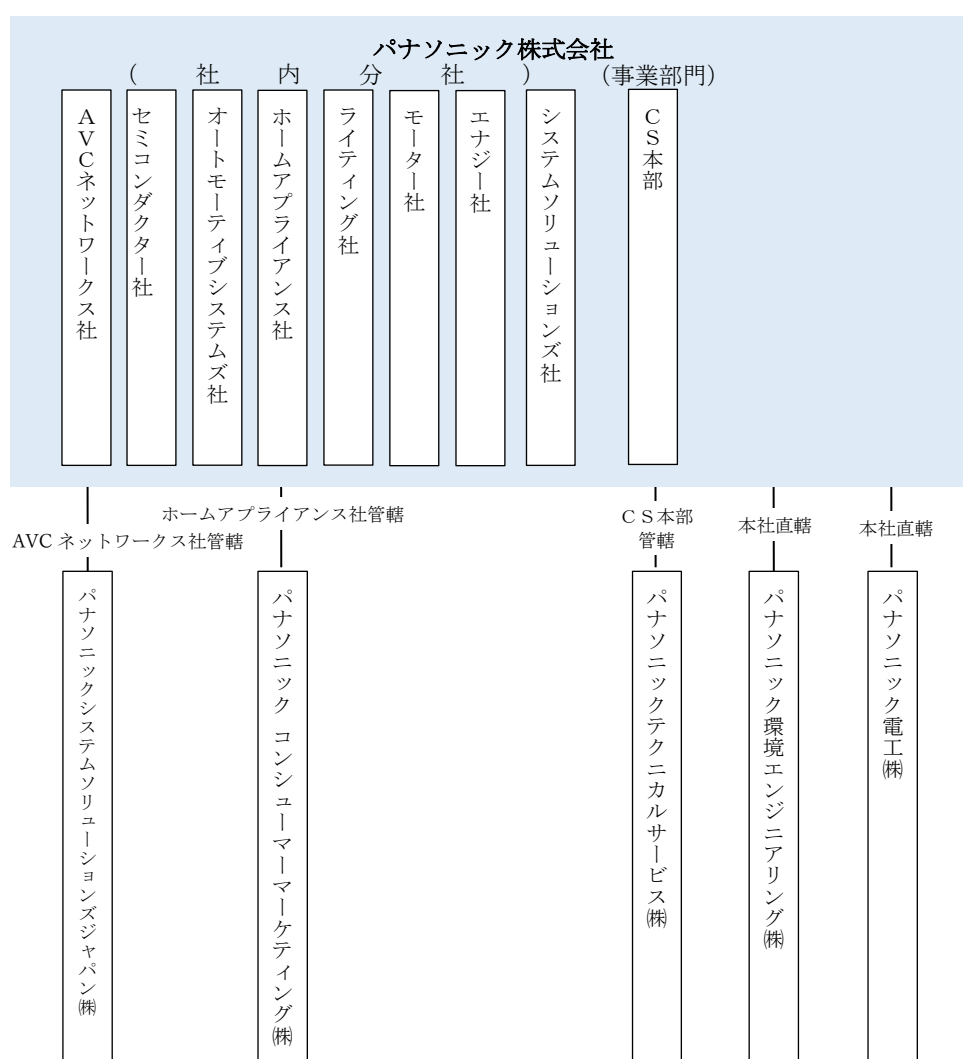 パナソニック株式会社
(社内分社)
(事業部門)
AVCネットワークス社
セミコンダクター社
オートモーティブシステムズ社
ホームアプライアンス社
ライティング社
モーター社
エナジー社
システムソリューションズ社
CS本部
ホームアプライアンス社管轄
AVCネットワークス社管轄
CS本部
管轄
本社直轄
本社直轄
パナソニックシステムソリューションズジャパン㈱
パナソニック コンシューマーマーケティング㈱
パナソニックテクニカルサービス㈱
パナソニック環境エンジニアリング㈱
パナソニック電工㈱